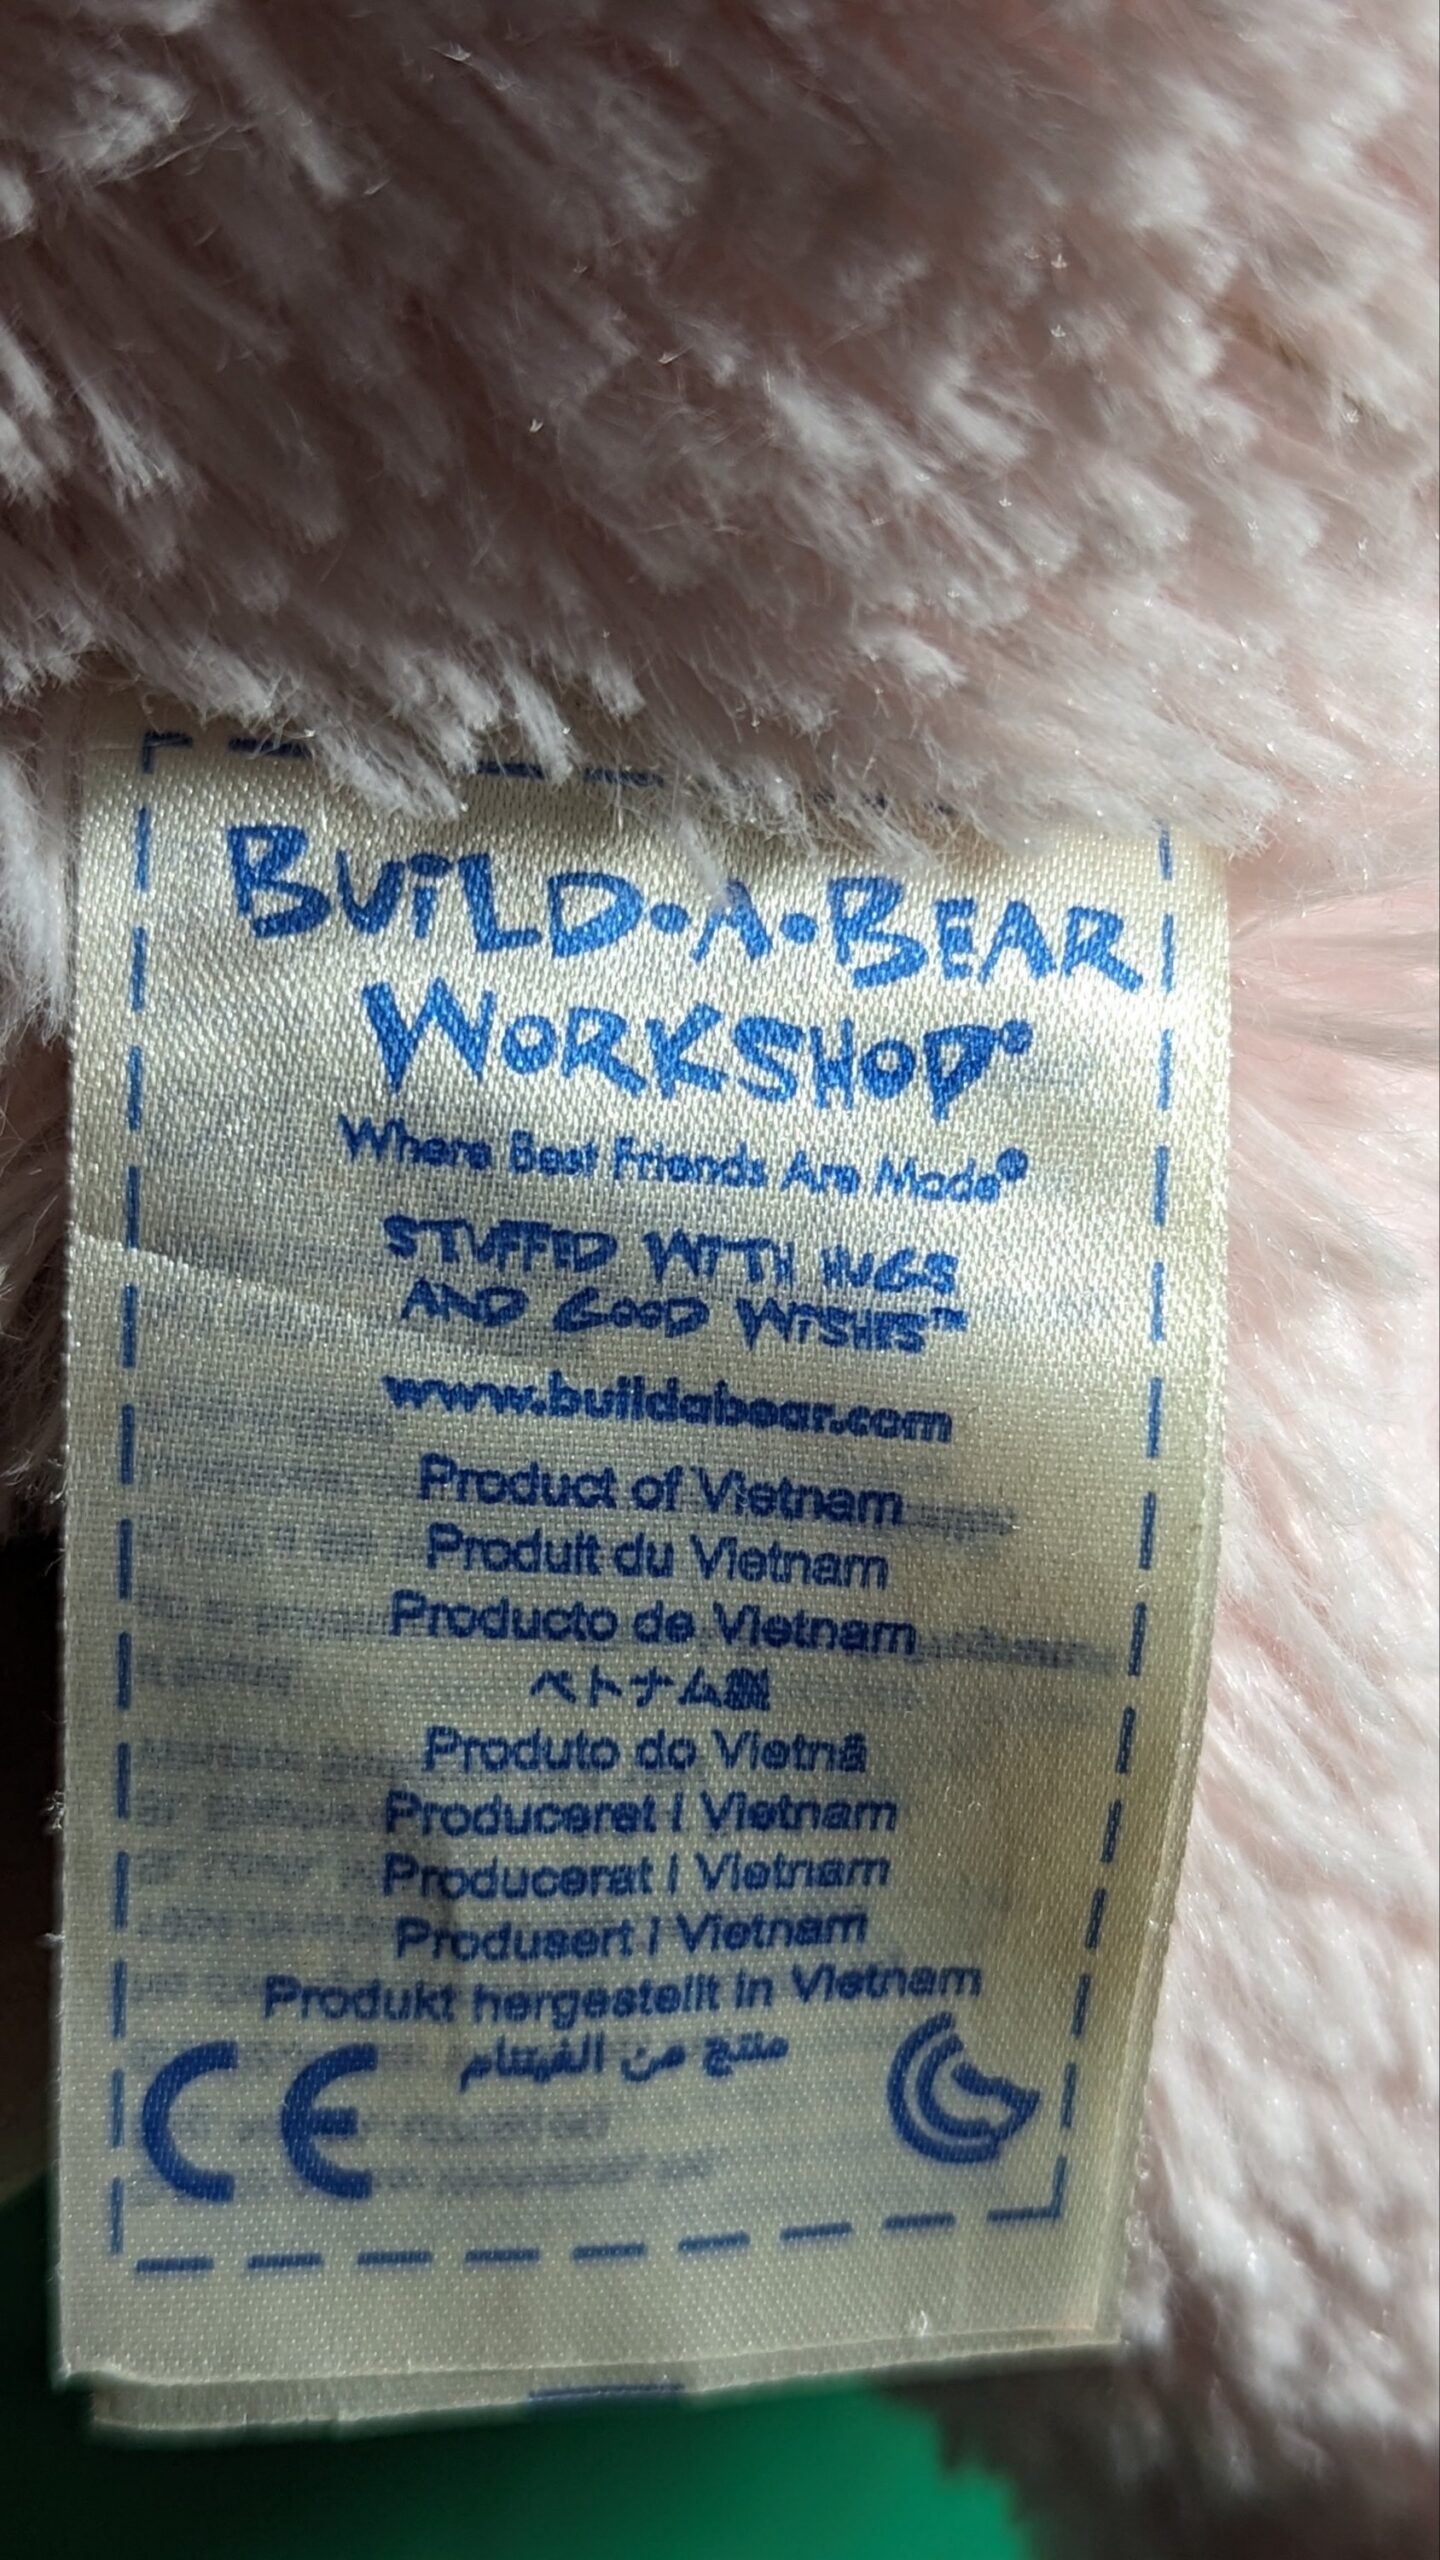 BUiLD•A•BEAR
WORKSHOP®
Where Best Friends Are Made®
STUFFED WITH HUGS
AND GOOD WISHES™
www.buildabear.com
Product of Vietnam
Produit du Vietnam
Producto de Vietnam
ベトナム製
Produto do Vietnã
Produceret i Vietnam
Producerat i Vietnam
Produsert i Vietnam
Produkt hergestellt in Vietnam
منتج من الفيتنام
CE